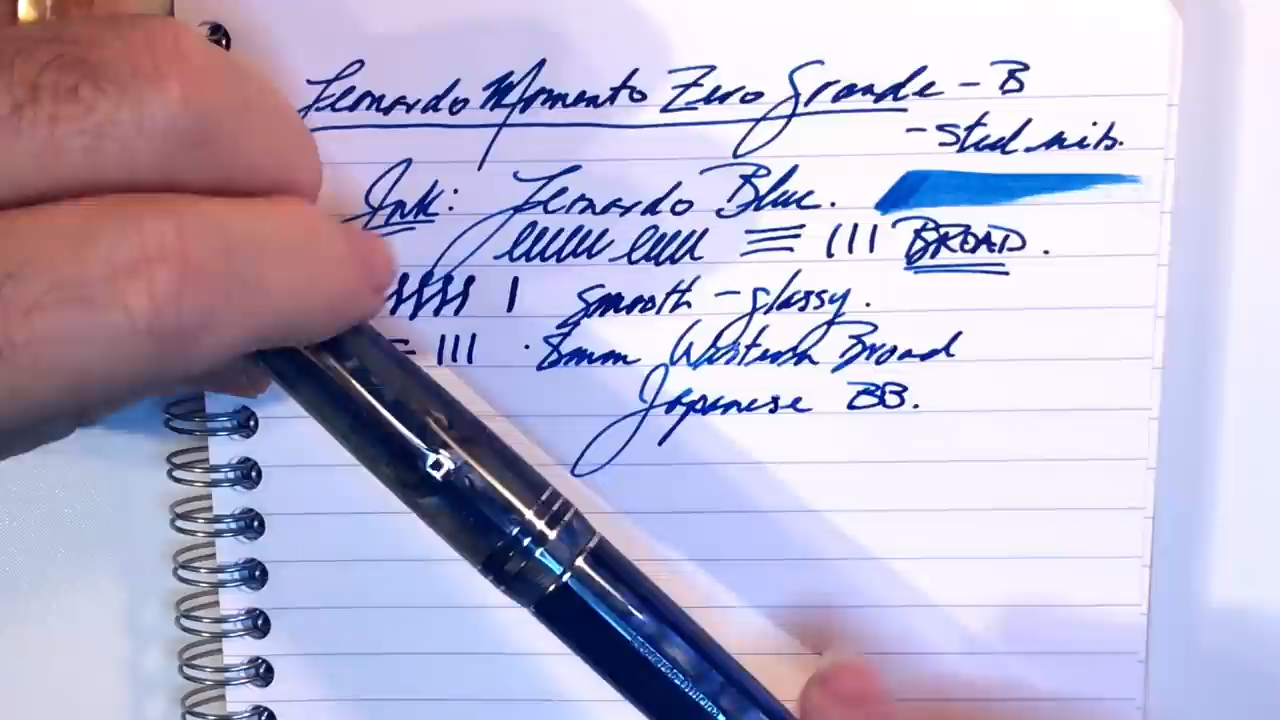 Leonardo Momento Zero Grande - B
- Steel nib.
Ink: Leonardo Blue.
BROAD.
smooth - glassy.
.8mm Western Broad
Japanese BB.